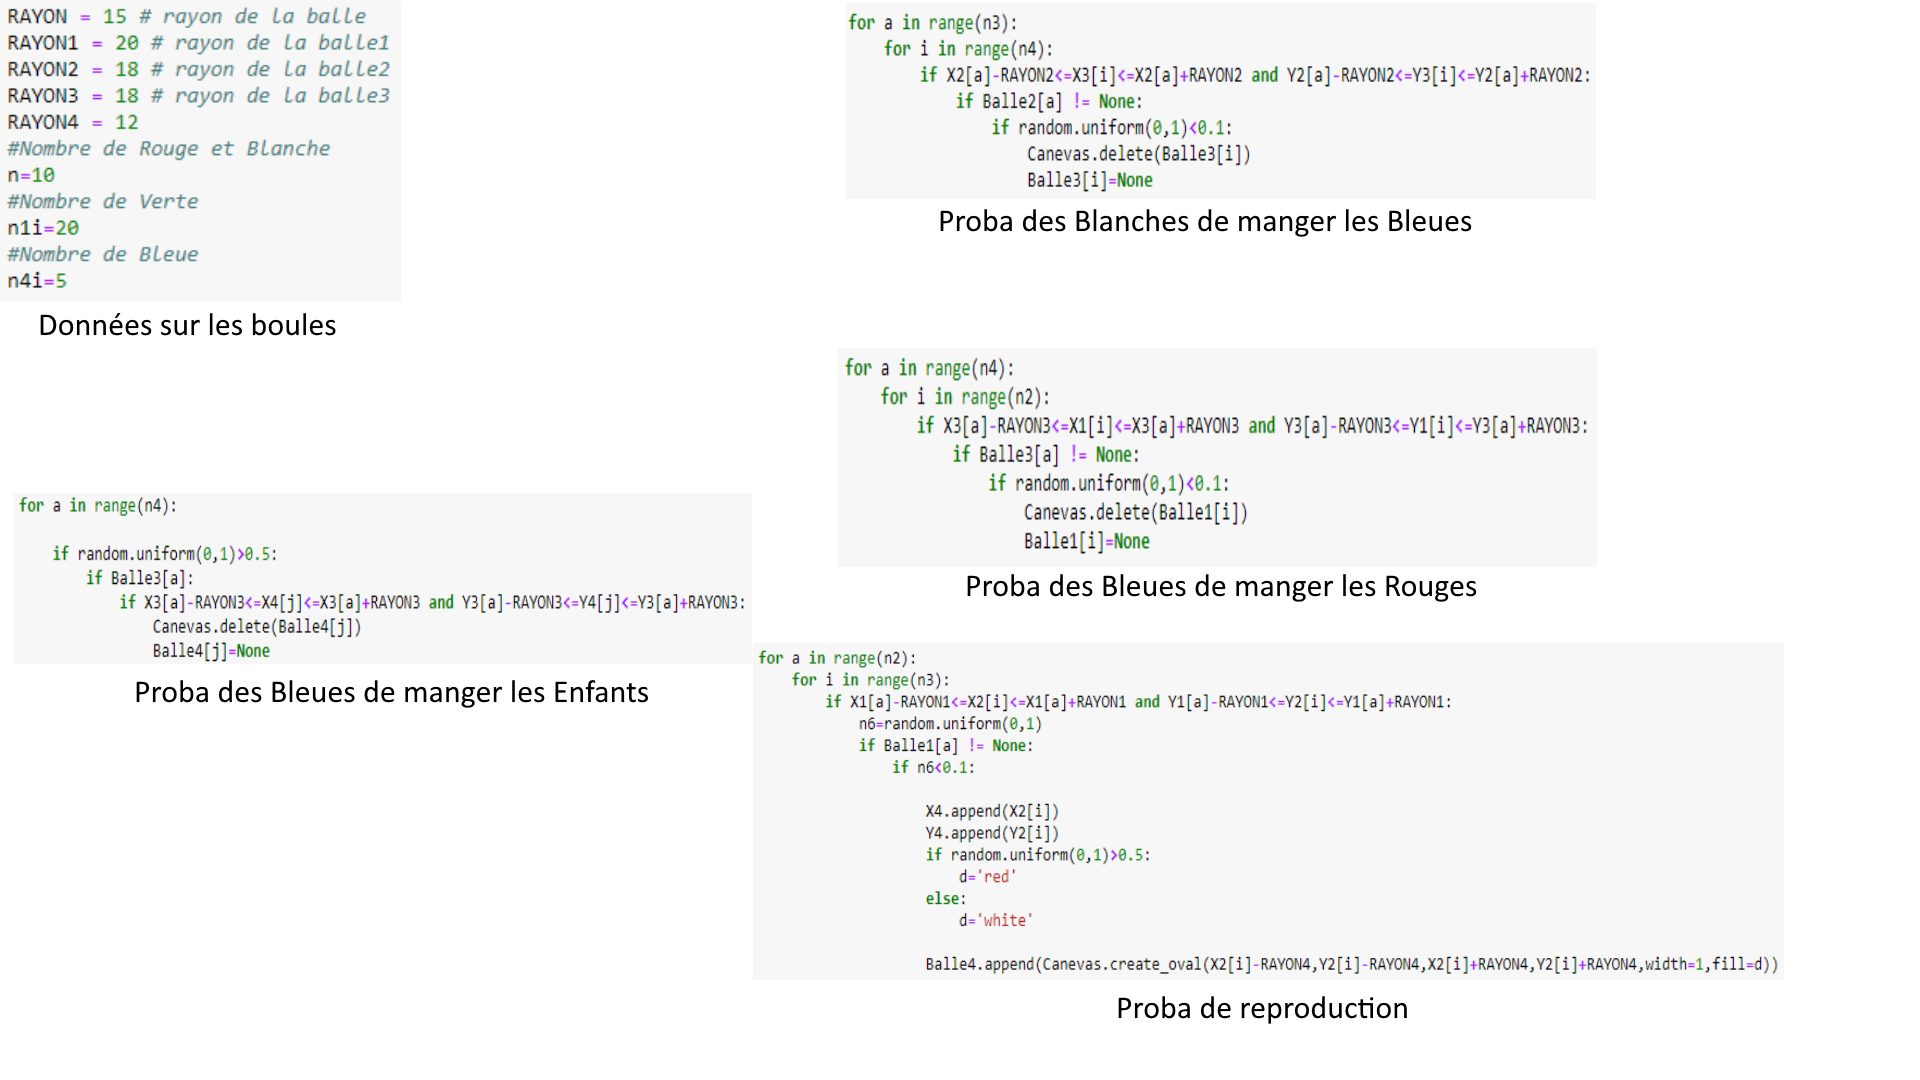 RAYON = 15 # rayon de la balle
RAYON1 = 20 # rayon de la balle1
RAYON2 = 18 # rayon de la balle2
RAYON3 = 18 # rayon de la balle3
RAYON4 = 12
#Nombre de Rouge et Blanche
n=10
#Nombre de Verte
n1i=20
#Nombre de Bleue
n4i=5
Données sur les boules
for a in range(n4):
if random.uniform(0,1)>0.5:
if Balle3[a]:
if X3[a]-RAYON3<=X4[j]<=X3[a]+RAYON3 and Y3[a]-RAYON3<=Y4[j]<=Y3[a]+RAYON3:
Canevas.delete(Balle4[j])
Balle4[j]=None
Proba des Bleues de manger les Enfants
for a in range(n3):
for i in range(n4):
if X2[a]-RAYON2<=X3[i]<=X2[a]+RAYON2 and Y2[a]-RAYON2<=Y3[i]<=Y2[a]+RAYON2:
if Balle2[a] != None:
if random.uniform(0,1)<0.1:
Canevas.delete(Balle3[i])
Balle3[i]=None
Proba des Blanches de manger les Bleues
for a in range(n4):
for i in range(n2):
if X3[a]-RAYON3<=X1[i]<=X3[a]+RAYON3 and Y3[a]-RAYON3<=Y1[i]<=Y3[a]+RAYON3:
if Balle3[a] != None:
if random.uniform(0,1)<0.1:
Canevas.delete(Balle1[i])
Balle1[i]=None
Proba des Bleues de manger les Rouges
for a in range(n2):
for i in range(n3):
if X1[a]-RAYON1<=X2[i]<=X1[a]+RAYON1 and Y1[a]-RAYON1<=Y2[i]<=Y1[a]+RAYON1:
n6=random.uniform(0,1)
if Balle1[a] != None:
if n6<0.1:
X4.append(X2[i])
Y4.append(Y2[i])
if random.uniform(0,1)>0.5:
d='red'
else:
d='white'
Balle4.append(Canevas.create_oval(X2[i]-RAYON4,Y2[i]-RAYON4,X2[i]+RAYON4,Y2[i]+RAYON4,width=1,fill=d))
Proba de reproduction